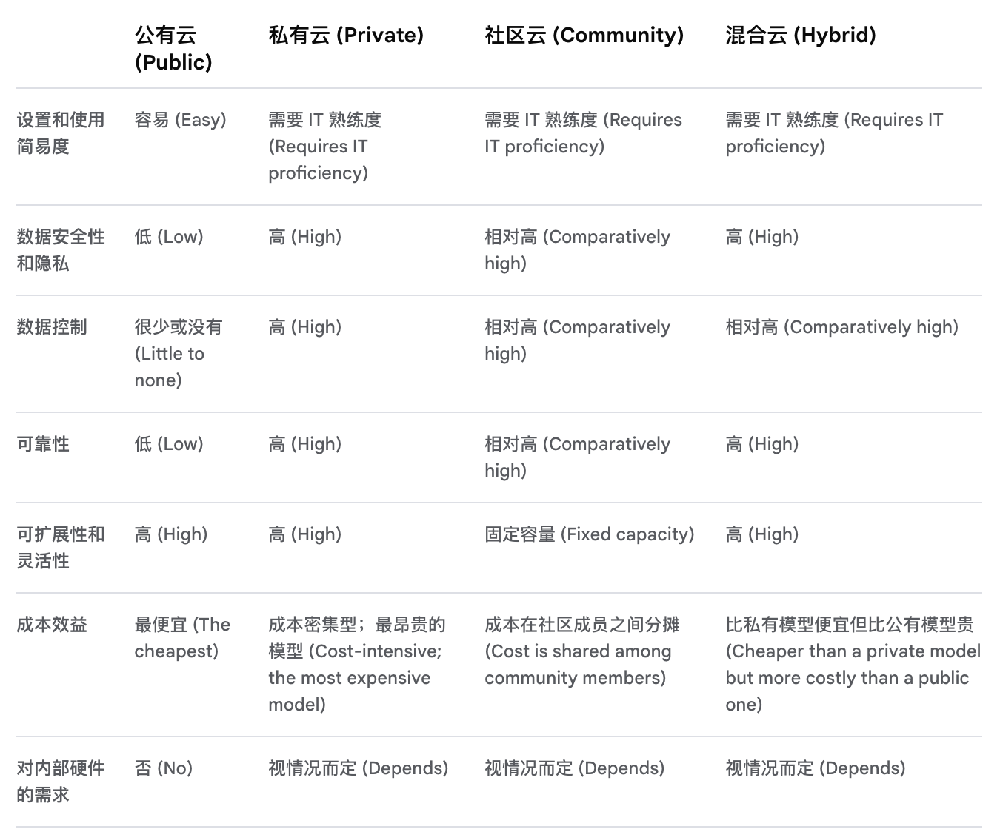 公有云 (Public)
私有云 (Private)
社区云 (Community)
混合云 (Hybrid)
设置和使用
简易度
容易 (Easy)
需要 IT 熟练度
(Requires IT
proficiency)
需要 IT 熟练度 (Requires
IT proficiency)
需要 IT 熟练度 (Requires IT
proficiency)
数据安全性
和隐私
低 (Low)
高 (High)
相对高 (Comparatively
high)
高 (High)
数据控制
很少或没有
(Little to
none)
高 (High)
相对高 (Comparatively
high)
相对高 (Comparatively high)
可靠性
低 (Low)
高 (High)
相对高 (Comparatively
high)
高 (High)
可扩展性和
灵活性
高 (High)
高 (High)
固定容量 (Fixed capacity)
高 (High)
成本效益
最便宜 (The
cheapest)
成本密集型；最昂贵的
模型 (Cost-intensive;
the most expensive
model)
成本在社区成员之间分摊
(Cost is shared among
community members)
比私有模型便宜但比公有模型贵
(Cheaper than a private model
but more costly than a public
one)
对内部硬件
的需求
否 (No)
视情况而定 (Depends)
视情况而定 (Depends)
视情况而定 (Depends)